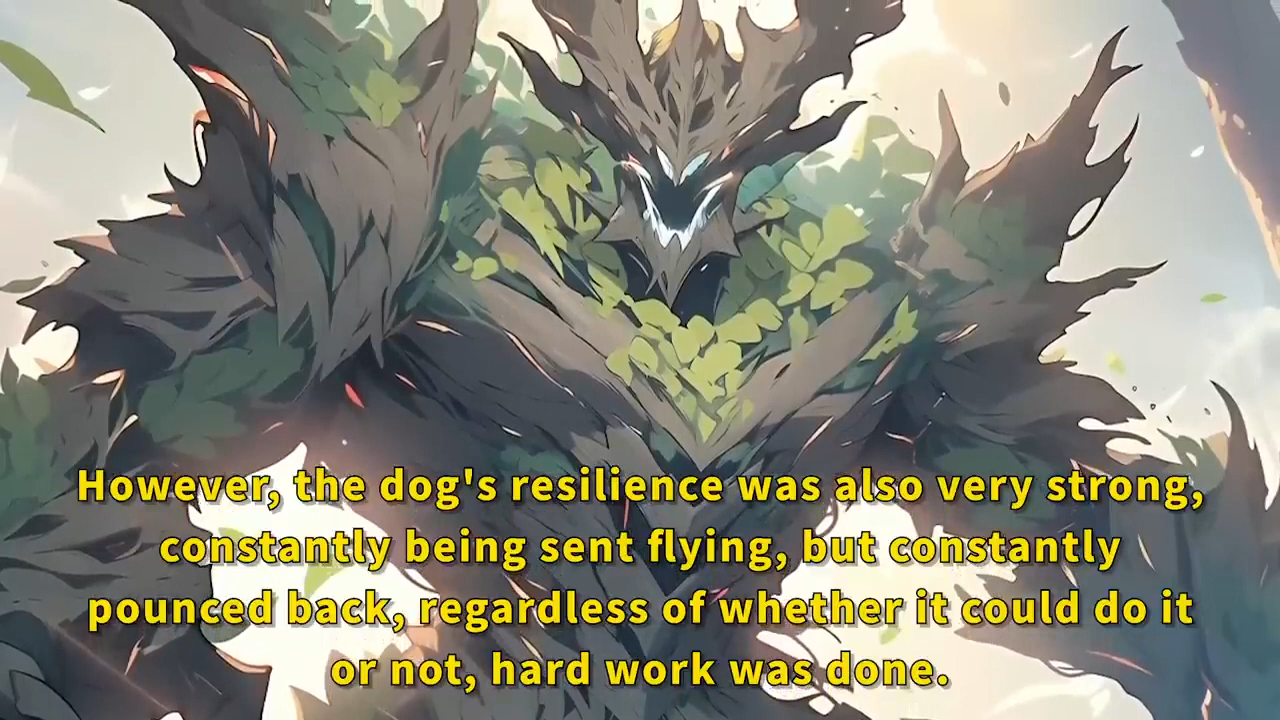 However, the dog's resilience was also very strong,
constantly being sent flying, but constantly
pounced back, regardless of whether it could do it
or not, hard work was done.